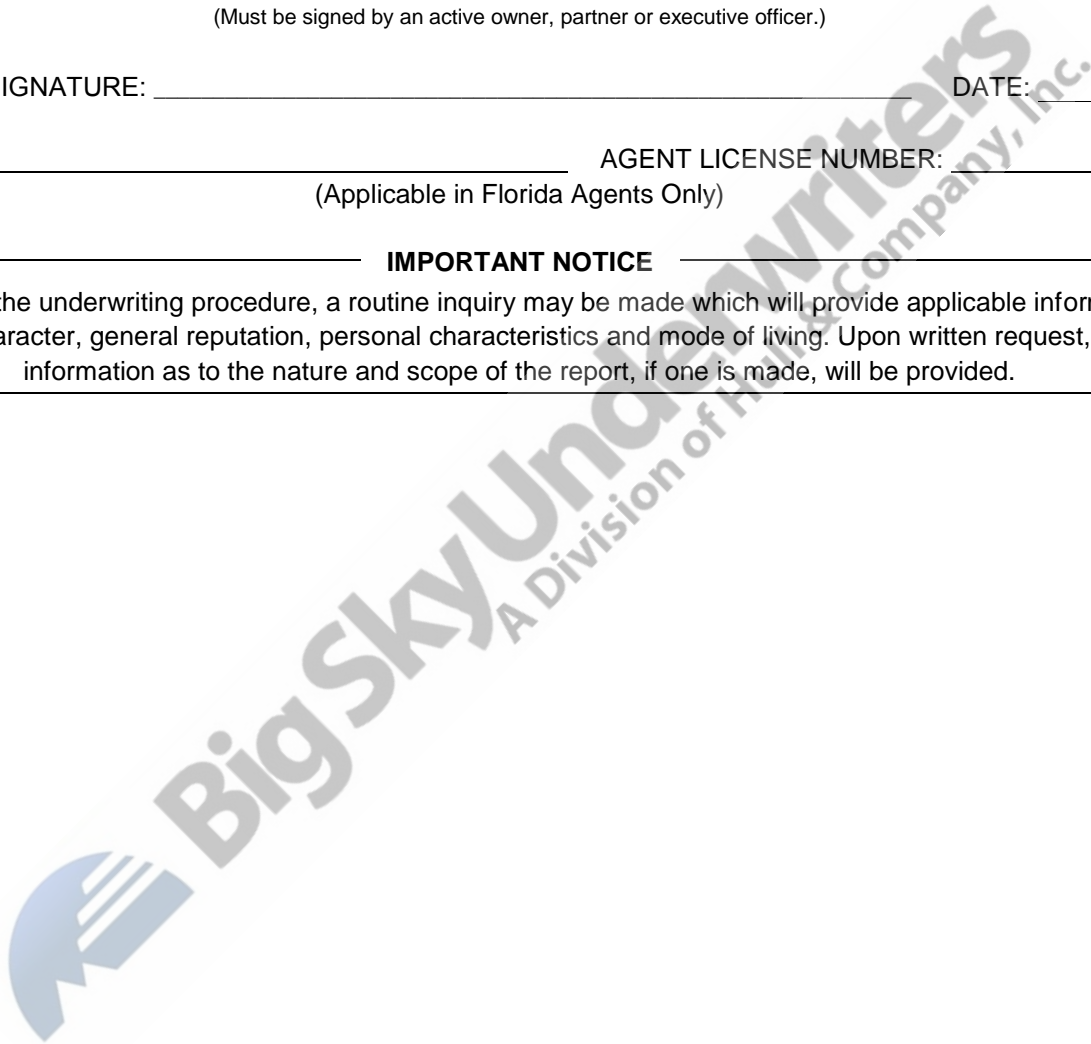 (Must be signed by an active owner, partner or executive officer.)
IGNATURE: DATE:
AGENT LICENSE NUMBER:
(Applicable in Florida Agents Only)
IMPORTANT NOTICE
the underwriting procedure, a routine inquiry may be made which will provide applicable infor
aracter, general reputation, personal characteristics and mode of living. Upon written request,
information as to the nature and scope of the report, if one is made, will be provided.
Big Sky Underwriters
A Division of Hull & Company, Inc.